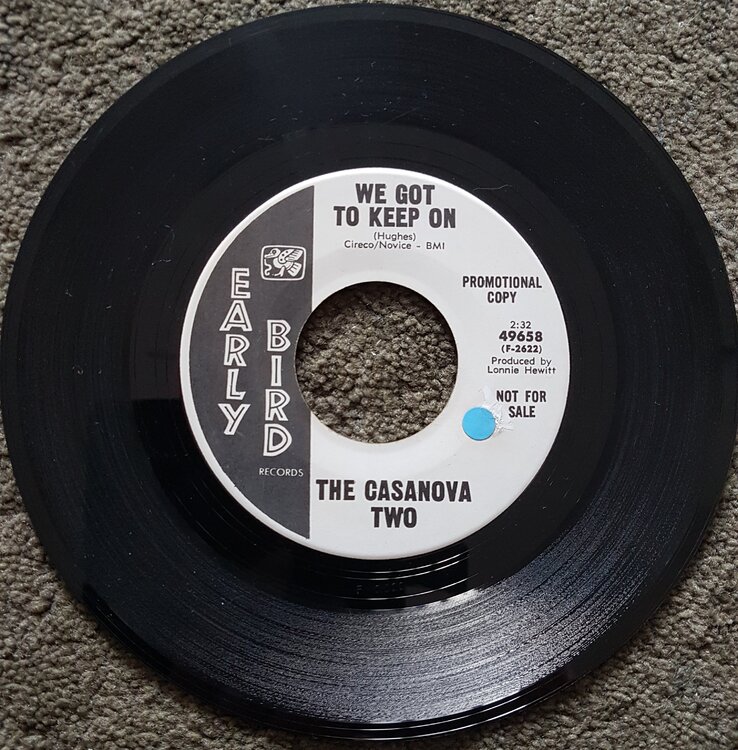 WE GOT
TO KEEP ON
(Hughes)
Cireco/Novice - BMI
EARLY
BIRD
RECORDS
PROMOTIONAL
COPY
2:32
49658
(F-2622)
Produced by
Lonnie Hewitt
NOT FOR
SALE
THE CASANOVA
TWO